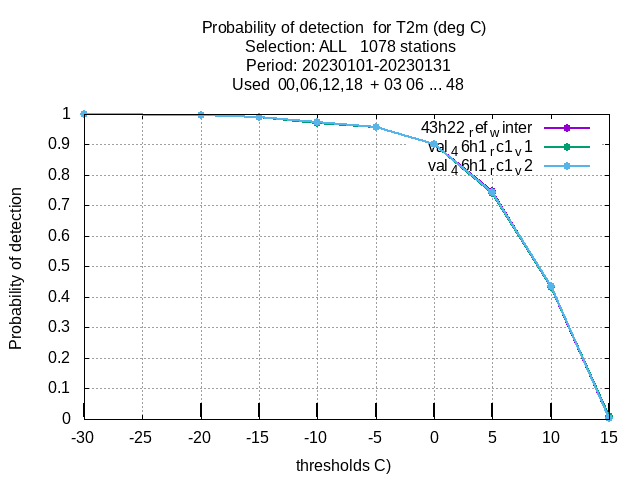 Probability of detection  for T2m (deg C)
Selection: ALL   1078 stations
Period: 20230101-20230131
Used  00,06,12,18  + 03 06 ... 48
43h22 r ef w inter
val 4 6h1 r c1 v 1
val 4 6h1 r c1 v 2
Probability of detection
1
0.9
0.8
0.7
0.6
0.5
0.4
0.3
0.2
0.1
0
-30 -25 -20 -15 -10 -5 0 5 10 15
thresholds C)